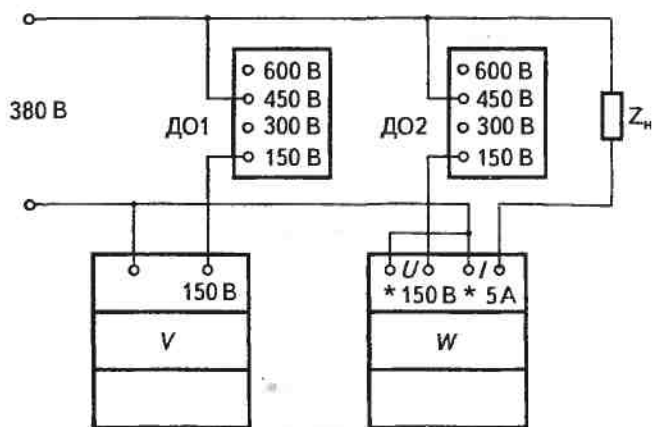 380 В
ДО1
600 В
450 В
300 В
150 В
ДО2
600 В
450 В
300 В
150 В
Zн
150 В
V
U I
* 150 В * 5 А
W